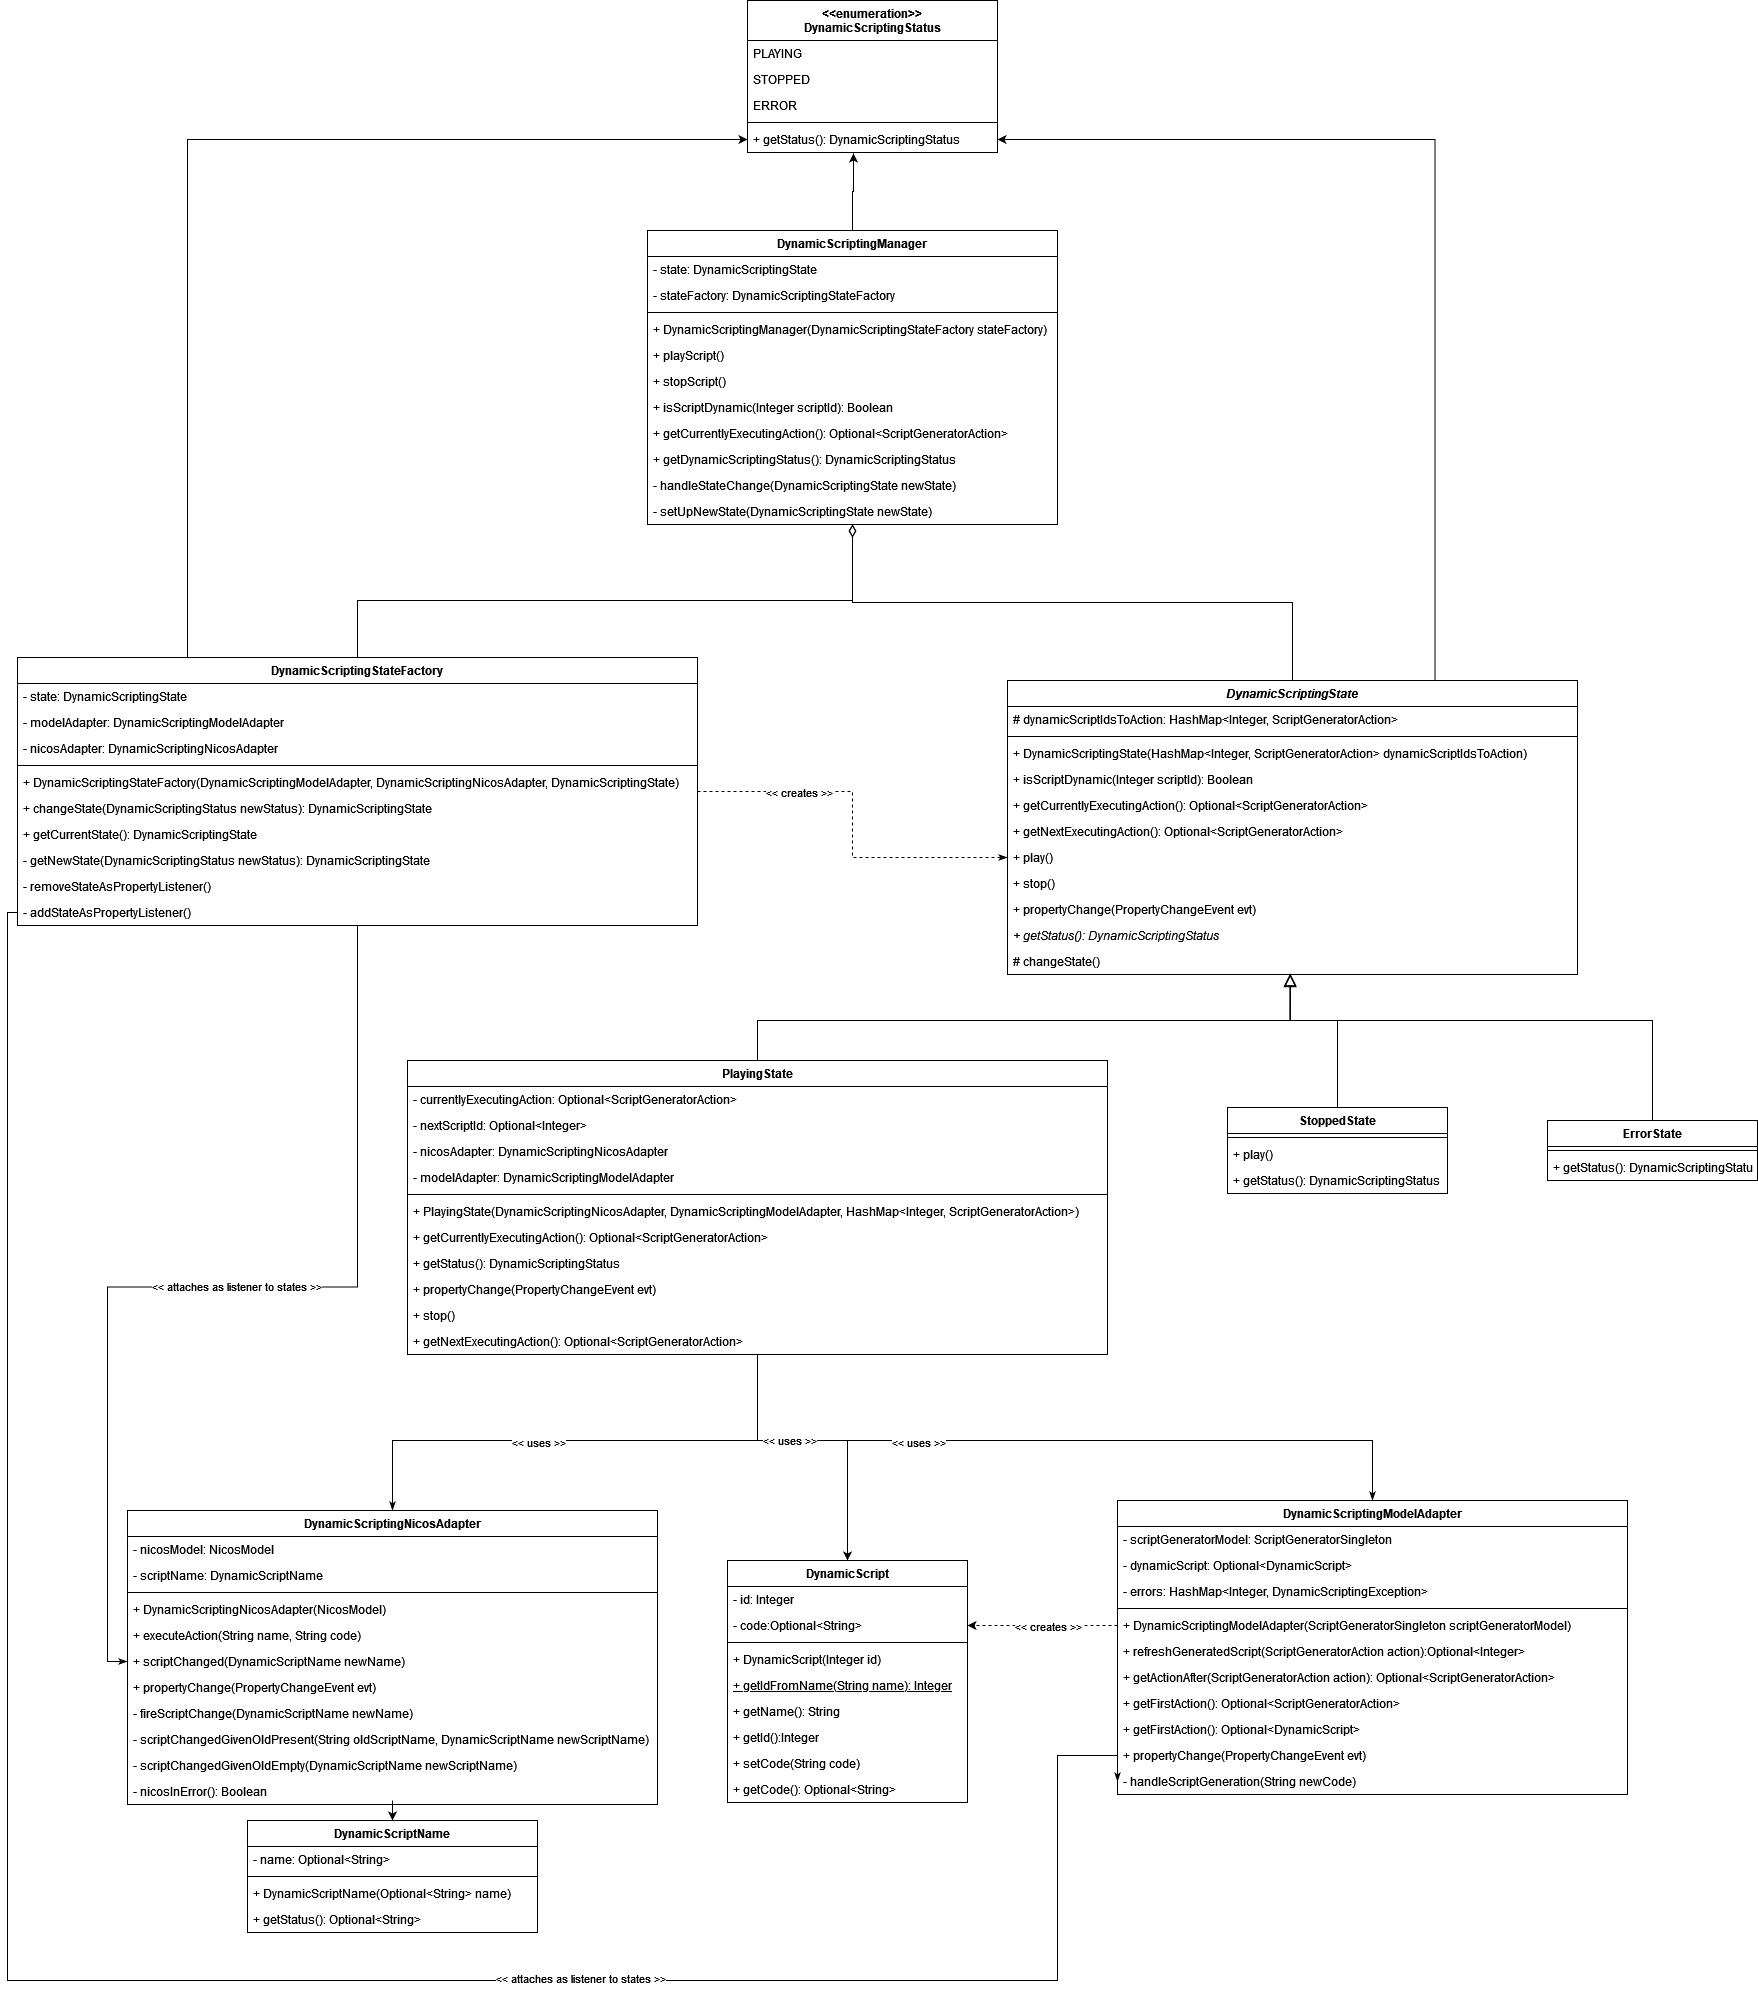 <<enumeration>>
DynamicScriptingStatus
PLAYING
STOPPED
ERROR
+ getStatus(): DynamicScriptingStatus
DynamicScriptingManager
- state: DynamicScriptingState
- stateFactory: DynamicScriptingStateFactory
+ DynamicScriptingManager(DynamicScriptingStateFactory stateFactory)
+ playScript()
+ stopScript()
+ isScriptDynamic(Integer scriptId): Boolean
+ getCurrentlyExecutingAction(): Optional<ScriptGeneratorAction>
+ getDynamicScriptingStatus(): DynamicScriptingStatus
- handleStateChange(DynamicScriptingState newState)
- setUpNewState(DynamicScriptingState newState)
DynamicScriptingStateFactory
- state: DynamicScriptingState
- modelAdapter: DynamicScriptingModelAdapter
- nicosAdapter: DynamicScriptingNicosAdapter
+ DynamicScriptingStateFactory(DynamicScriptingModelAdapter, DynamicScriptingNicosAdapter, DynamicScriptingState)
+ changeState(DynamicScriptingStatus newStatus): DynamicScriptingState
+ getCurrentState(): DynamicScriptingState
- getNewState(DynamicScriptingStatus newStatus): DynamicScriptingState
- removeStateAsPropertyListener()
- addStateAsPropertyListener()
<< creates >>
DynamicScriptingState
# dynamicScriptIdsToAction: HashMap<Integer, ScriptGeneratorAction>
+ DynamicScriptingState(HashMap<Integer, ScriptGeneratorAction> dynamicScriptIdsToAction)
+ isScriptDynamic(Integer scriptId): Boolean
+ getCurrentlyExecutingAction(): Optional<ScriptGeneratorAction>
+ getNextExecutingAction(): Optional<ScriptGeneratorAction>
+ play()
+ stop()
+ propertyChange(PropertyChangeEvent evt)
+ getStatus(): DynamicScriptingStatus
# changeState()
PlayingState
- currentlyExecutingAction: Optional<ScriptGeneratorAction>
- nextScriptId: Optional<Integer>
- nicosAdapter: DynamicScriptingNicosAdapter
- modelAdapter: DynamicScriptingModelAdapter
+ PlayingState(DynamicScriptingNicosAdapter, DynamicScriptingModelAdapter, HashMap<Integer, ScriptGeneratorAction>)
+ getCurrentlyExecutingAction(): Optional<ScriptGeneratorAction>
+ getStatus(): DynamicScriptingStatus
+ propertyChange(PropertyChangeEvent evt)
+ stop()
+ getNextExecutingAction(): Optional<ScriptGeneratorAction>
StoppedState
+ play()
+ getStatus(): DynamicScriptingStatus
ErrorState
+ getStatus(): DynamicScriptingStatu
<< attaches as listener to states >>
<< uses >>
<< uses >>
<< uses >>
DynamicScriptingNicosAdapter
- nicosModel: NicosModel
- scriptName: DynamicScriptName
+ DynamicScriptingNicosAdapter(NicosModel)
+ executeAction(String name, String code)
+ scriptChanged(DynamicScriptName newName)
+ propertyChange(PropertyChangeEvent evt)
- fireScriptChange(DynamicScriptName newName)
- scriptChangedGivenOldPresent(String oldScriptName, DynamicScriptName newScriptName)
- scriptChangedGivenOldEmpty(DynamicScriptName newScriptName)
- nicosInError(): Boolean
DynamicScript
- id: Integer
- code:Optional<String>
+ DynamicScript(Integer id)
+ getIdFromName(String name): Integer
+ getName(): String
+ getId():Integer
+ setCode(String code)
+ getCode(): Optional<String>
<< creates >>
DynamicScriptingModelAdapter
- scriptGeneratorModel: ScriptGeneratorSingleton
- dynamicScript: Optional<DynamicScript>
- errors: HashMap<Integer, DynamicScriptingException>
+ DynamicScriptingModelAdapter(ScriptGeneratorSingleton scriptGeneratorModel)
+ refreshGeneratedScript(ScriptGeneratorAction action):Optional<Integer>
+ getActionAfter(ScriptGeneratorAction action): Optional<ScriptGeneratorAction>
+ getFirstAction(): Optional<ScriptGeneratorAction>
+ getFirstAction(): Optional<DynamicScript>
+ propertyChange(PropertyChangeEvent evt)
- handleScriptGeneration(String newCode)
DynamicScriptName
- name: Optional<String>
+ DynamicScriptName(Optional<String> name)
+ getStatus(): Optional<String>
<< attaches as listener to states >>